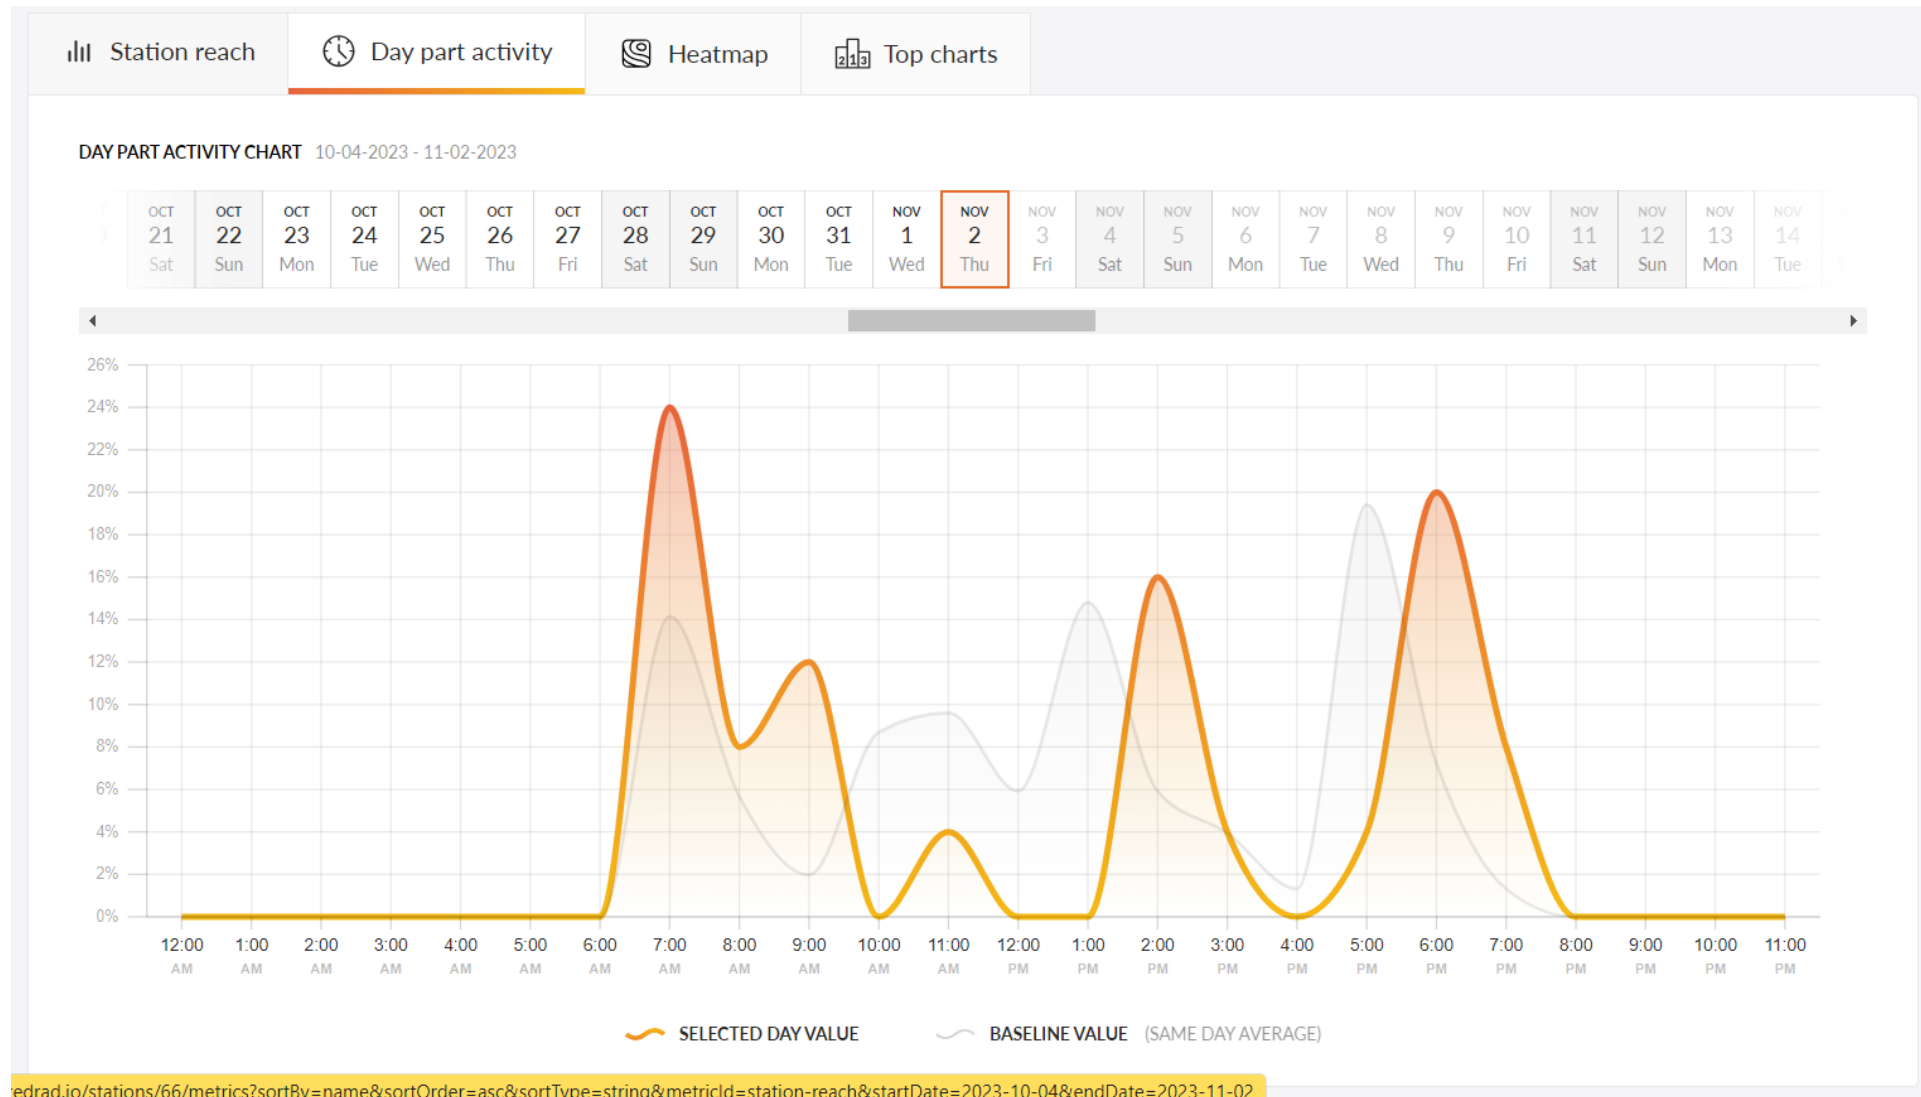 Station reach Day part activity Heatmap Top charts
DAY PART ACTIVITY CHART 10-04-2023 - 11-02-2023
OCT OCT OCT OCT OCT OCT OCT OCT OCT OCT OCT NOV NOV NOV NOV NOV NOV NOV NOV NOV NOV NOV NOV NOV NOV
21 22 23 24 25 26 27 28 29 30 31 1 2 3 4 5 6 7 8 9 10 11 12 13 14
Sat Sun Mon Tue Wed Thu Fri Sat Sun Mon Tue Wed Thu Fri Sat Sun Mon Tue Wed Thu Fri Sat Sun Mon Tue
26%
24%
22%
20%
18%
16%
14%
12%
10%
8%
6%
4%
2%
0%
12:00 1:00 2:00 3:00 4:00 5:00 6:00 7:00 8:00 9:00 10:00 11:00 12:00 1:00 2:00 3:00 4:00 5:00 6:00 7:00 8:00 9:00 10:00 11:00
AM AM AM AM AM AM AM AM AM AM AM AM PM PM PM PM PM PM PM PM PM PM PM PM
SELECTED DAY VALUE BASELINE VALUE (SAME DAY AVERAGE)
edrad.io/stations/66/metrics?sortBy=name&sortOrder=asc&sortType=string&metricId=station-reach&startDate=2023-10-04&endDate=2023-11-02